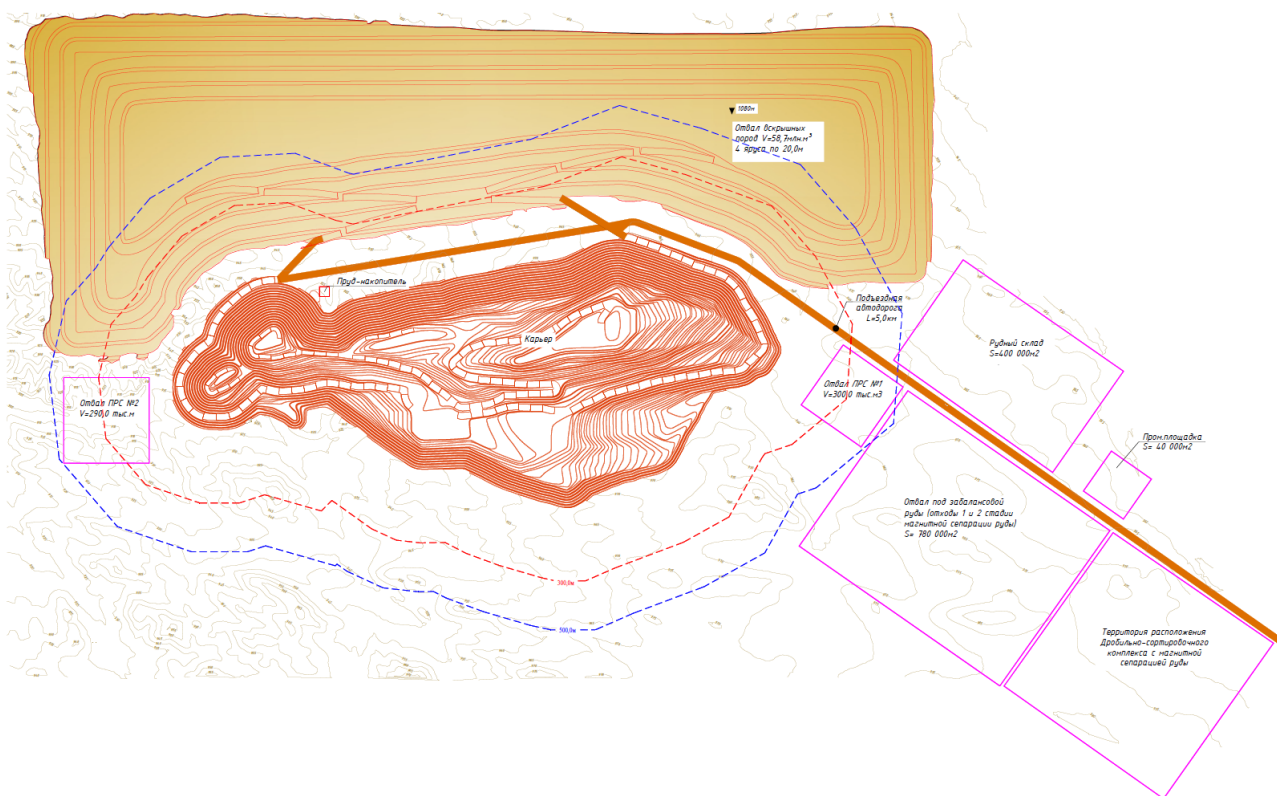 1080м
Отвал вскрышных
пород V=58,7млн.м³
4 яруса по 20,0м
Пруд-накопитель
Карьер
Подъездная
автодорога
L=5,0км
Рудный склад
S=400 000м2
Отвал ПРС №2
V=290,0 тыс.м
Отвал ПРС №1
V=300,0 тыс.м3
Пром.площадка
S= 40 000м2
Отвал под забалансовой
руды (отходы 1 и 2 стадии
магнитной сепарации руды)
S= 780 000м2
300,0м
500,0м
Территория расположения
Дробильно-сортировочного
комплекса с магнитной
сепарацией руды